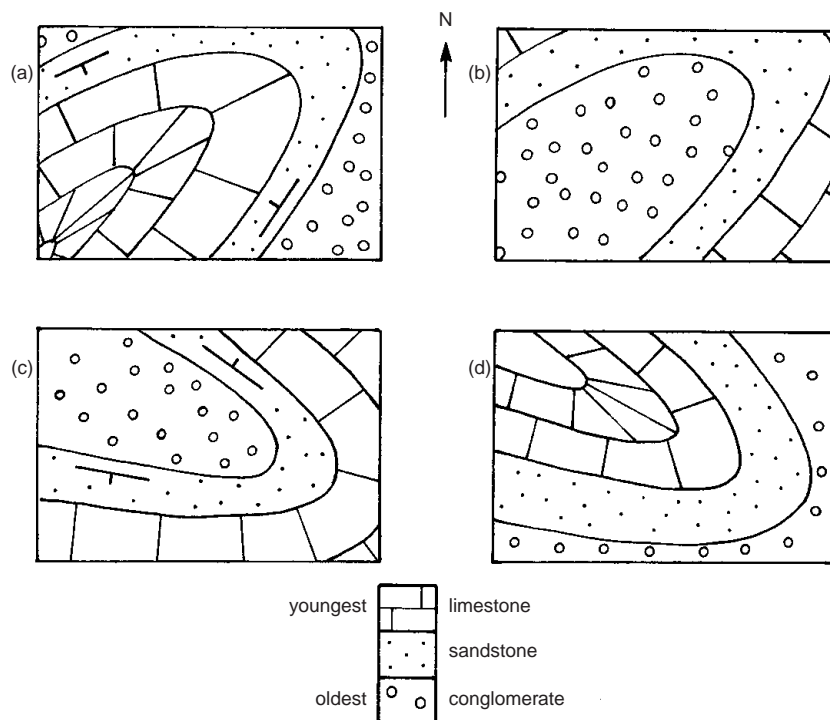 N
(a)
(b)
(c)
(d)
youngest limestone
sandstone
oldest conglomerate